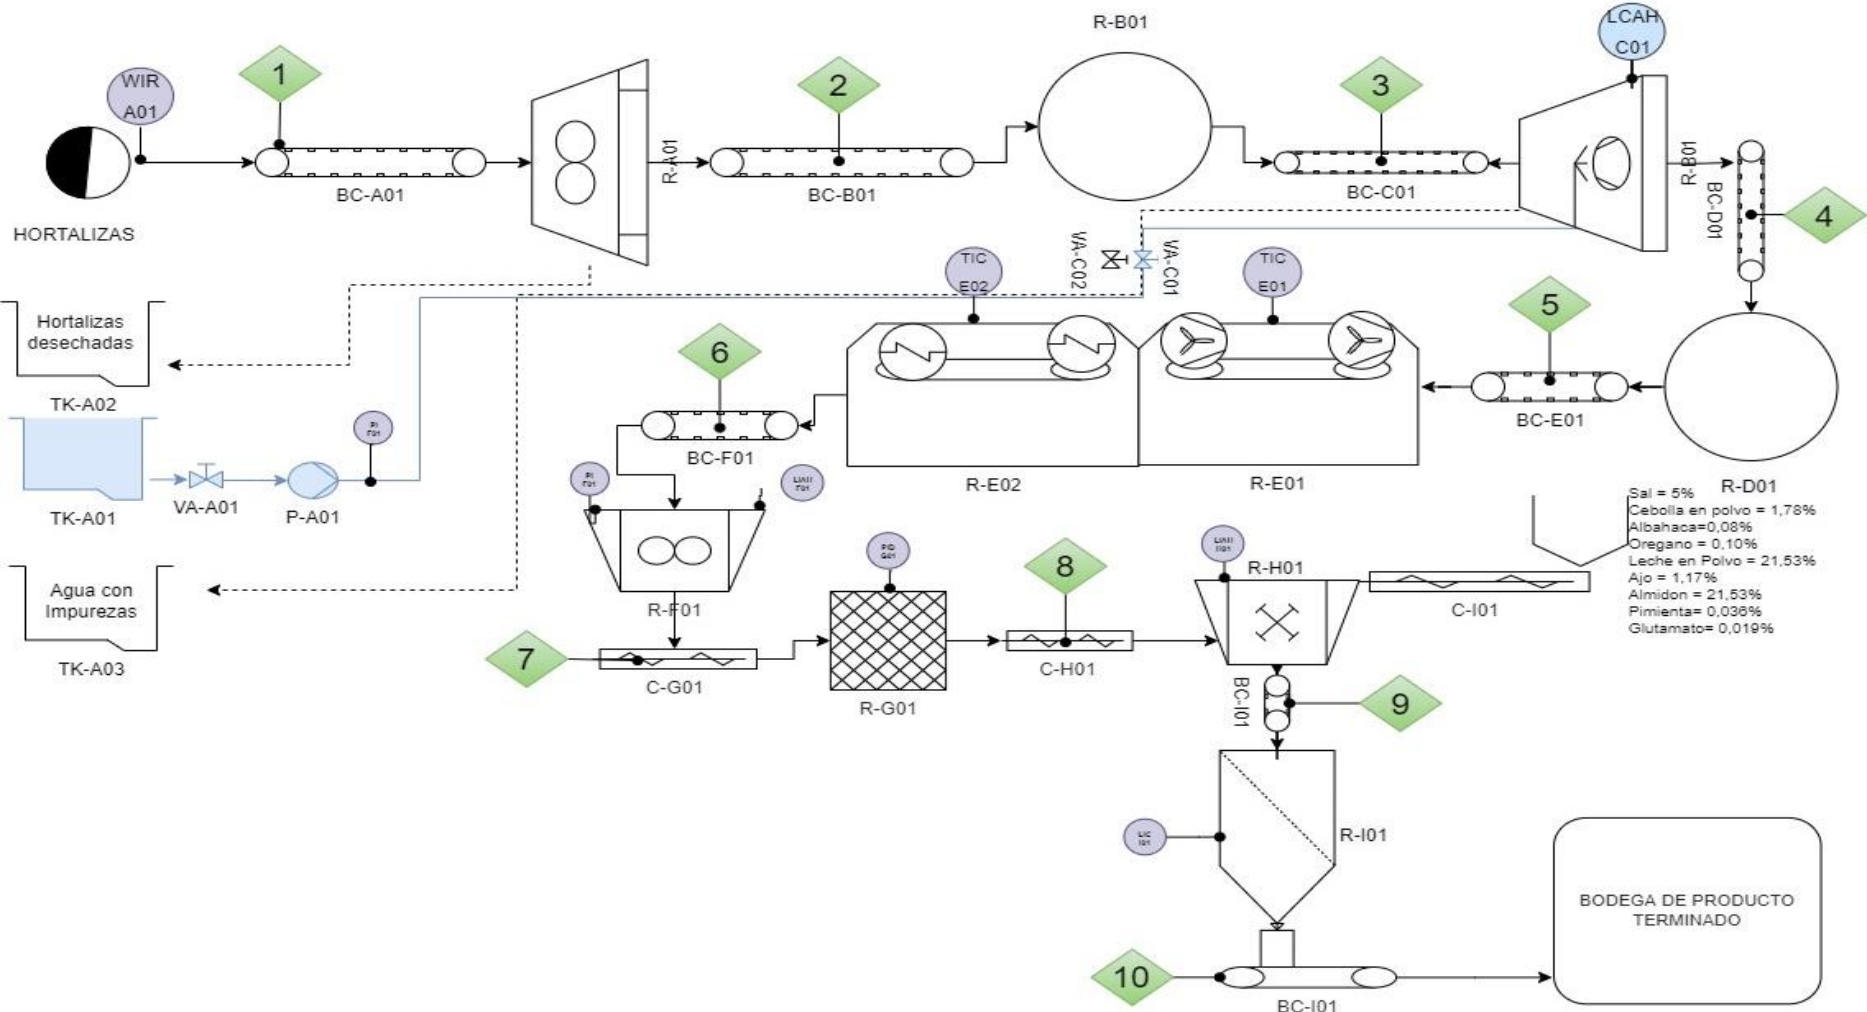 R-B01
LCAH
C01
WIR
A01
1
2
3
R-A01
R-B01
BC-A01
BC-B01
BC-C01
BC-D01
4
HORTALIZAS
VA-C02
VA-C01
TIC
E02
TIC
E01
5
Hortalizas
desechadas
6
TK-A02
BC-E01
BC-F01
R-E02
R-E01
R-D01
VA-A01
P-A01
TK-A01
PI
F01
Sal = 5%
Cebolla en polvo = 1,78%
Albahaca=0,08%
Oregano = 0,10%
Leche en Polvo = 21,53%
Ajo = 1,17%
Almidon = 21,53%
Pimienta= 0,036%
Glutamato= 0,019%
8
R-H01
Agua con
Impurezas
R-F01
C-I01
TK-A03
7
C-G01
C-H01
R-G01
BC-I01
9
R-I01
BODEGA DE PRODUCTO
TERMINADO
10
BC-I01